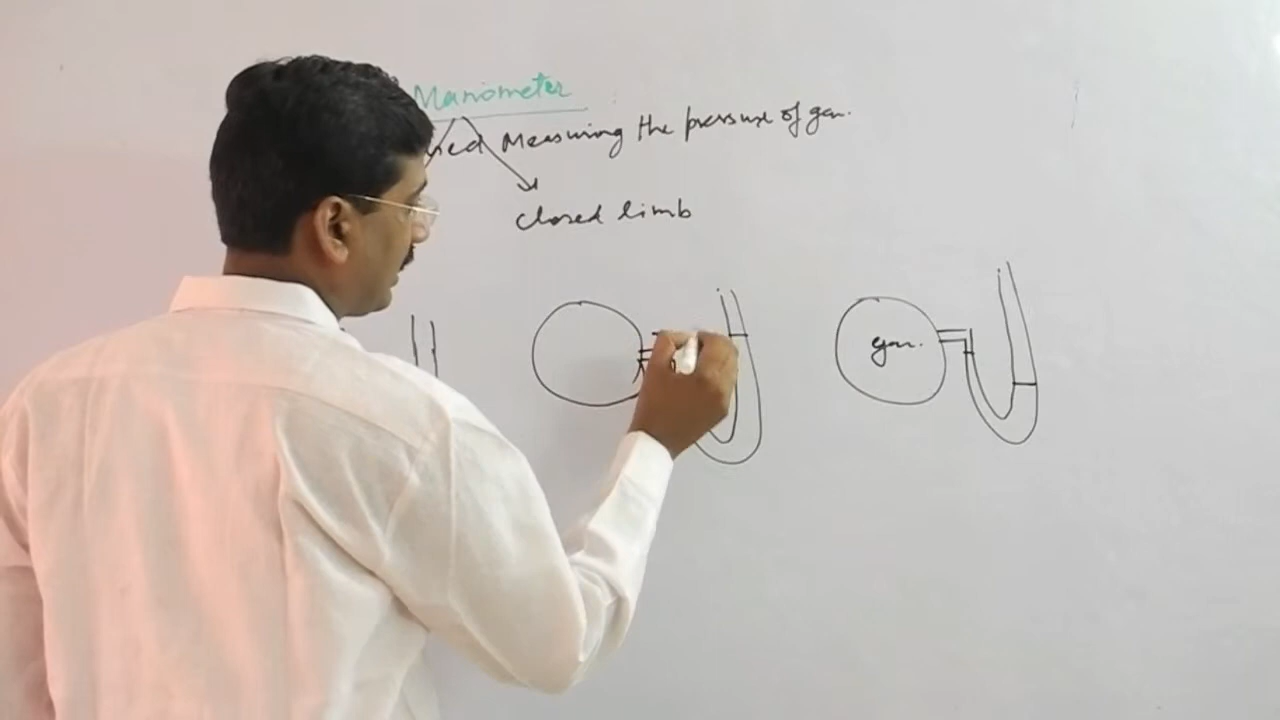 Manometer
Measuring the pressure of gas.
closed limb
gas.